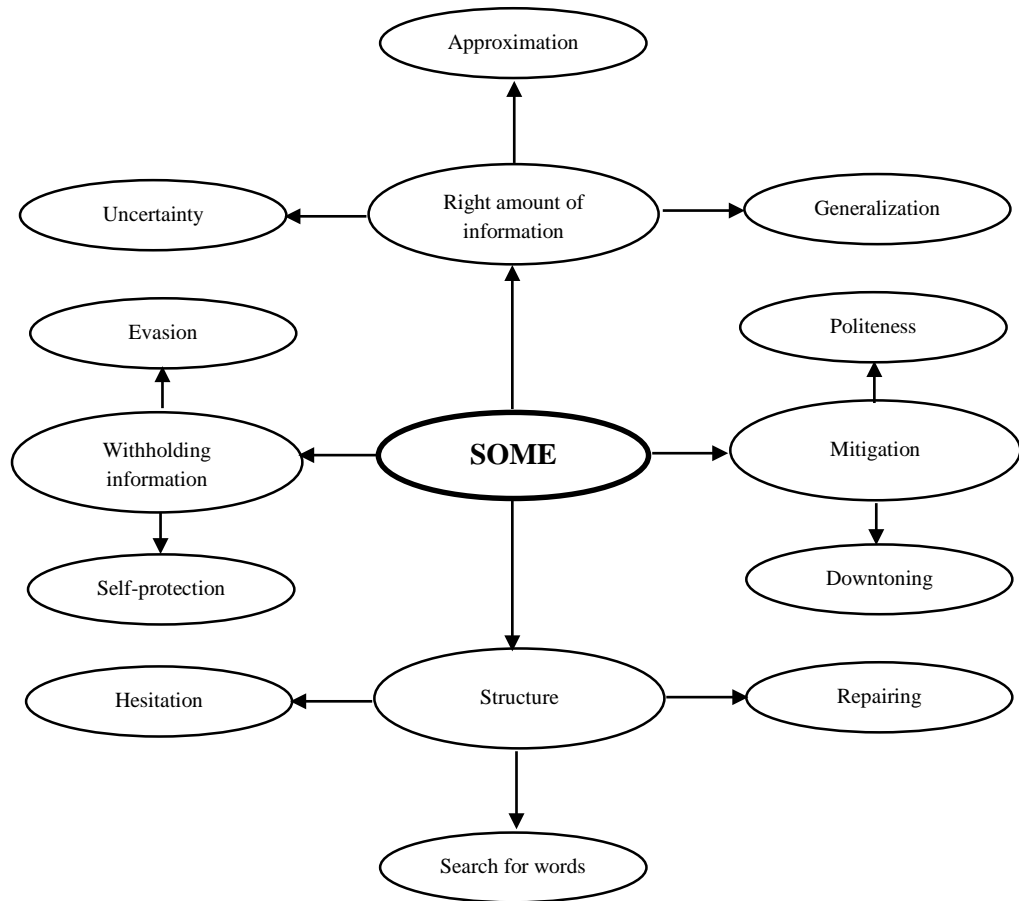 Approximation
Uncertainty
Right amount of
information
Generalization
Evasion
Politeness
Withholding
information
SOME
Mitigation
Self-protection
Downtoning
Hesitation
Structure
Repairing
Search for words